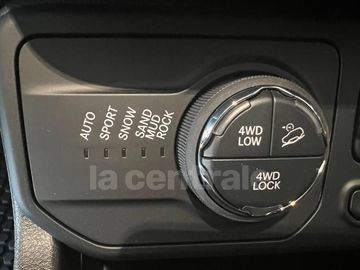 AUTO
SPORT
SNOW
SAND
MUD
ROCK
4WD
LOW
4WD
LOCK
la centrale